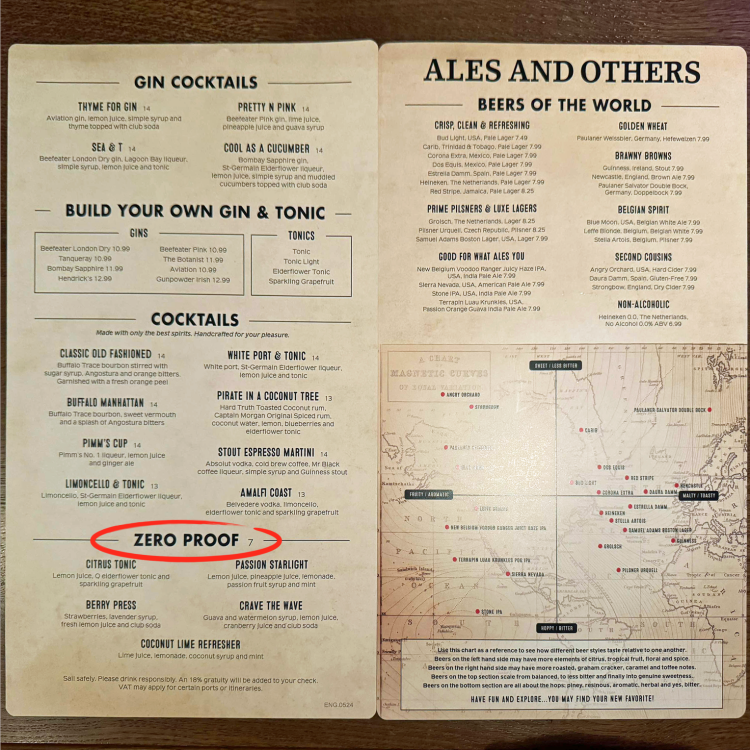 GIN COCKTAILS
THYME FOR GIN 14
Aviation gin, lemon juice, simple syrup and
thyme topped with club soda
PRETTY N PINK 14
Beefeater Pink gin, lime juice,
pineapple juice and guava syrup
SEA & T 14
Beefeater London Dry gin, Lagoon Bay liqueur,
simple syrup, lemon juice and tonic
COOL AS A CUCUMBER 14
Bombay Sapphire gin,
St-Germain Elderflower liqueur,
lemon juice, simple syrup and muddled
cucumbers topped with club soda
BUILD YOUR OWN GIN & TONIC
GINS
Beefeater London Dry 10.99
Tanqueray 10.99
Bombay Sapphire 11.99
Hendrick's 12.99
Beefeater Pink 10.99
The Botanist 11.99
Aviation 10.99
Gunpowder Irish 12.99
TONICS
Tonic
Tonic Light
Elderflower Tonic
Sparkling Grapefruit
COCKTAILS
Made with only the best spirits. Handcrafted for your pleasure.
CLASSIC OLD FASHIONED 14
Buffalo Trace bourbon stirred with
sugar syrup, Angostura and orange bitters.
Garnished with a fresh orange peel
BUFFALO MANHATTAN 14
Buffalo Trace bourbon, sweet vermouth
and a splash of Angostura bitters
PIMM'S CUP 14
Pimm's No. 1 liqueur, lemon juice
and ginger ale
LIMONCELLO & TONIC 13
Limoncello, St-Germain Elderflower liqueur,
lemon juice and tonic
WHITE PORT & TONIC 14
White port, St-Germain Elderflower liqueur,
lemon juice and tonic
PIRATE IN A COCONUT TREE 13
Hard Truth Toasted Coconut rum,
Captain Morgan Original Spiced rum,
coconut water, lemon, blueberries and
elderflower tonic
STOUT ESPRESSO MARTINI 14
Absolut vodka, cold brew coffee, Mr Black
coffee liqueur, simple syrup and Guinness stout
AMALFI COAST 13
Belvedere vodka, limoncello,
elderflower tonic and sparkling grapefruit
ZERO PROOF 7
CITRUS TONIC
Lemon juice, Q elderflower tonic and
sparkling grapefruit
PASSION STARLIGHT
Lemon juice, pineapple juice, lemonade,
passion fruit syrup and mint
BERRY PRESS
Strawberries, lavender syrup,
fresh lemon juice and club soda
CRAVE THE WAVE
Guava and watermelon syrup, lemon juice,
cranberry juice and club soda
COCONUT LIME REFRESHER
Lime juice, lemonade, coconut syrup and mint
Sail safely. Please drink responsibly. An 18% gratuity will be added to your check.
VAT may apply for certain ports or itineraries.
ENG.0524
ALES AND OTHERS
BEERS OF THE WORLD
CRISP, CLEAN & REFRESHING
Bud Light, USA, Pale Lager 7.49
Carib, Trinidad & Tobago, Pale Lager 7.99
Corona Extra, Mexico, Pale Lager 7.99
Dos Equis, Mexico, Pale Lager 7.99
Estrella Damm, Spain, Pale Lager 7.99
Heineken, The Netherlands, Pale Lager 7.99
Red Stripe, Jamaica, Pale Lager 8.25
PRIME PILSNERS & LUXE LAGERS
Grolsch, The Netherlands, Lager 8.25
Pilsner Urquell, Czech Republic, Pilsner 8.25
Samuel Adams Boston Lager, USA, Lager 7.99
GOOD FOR WHAT ALES YOU
New Belgium Voodoo Ranger Juicy Haze IPA,
USA, India Pale Ale 7.99
Sierra Nevada, USA, American Pale Ale 7.99
Stone IPA, USA, India Pale Ale 7.99
Terrapin Luau Krunkles, USA,
Passion Orange Guava India Pale Ale 7.99
GOLDEN WHEAT
Paulaner Weissbier, Germany, Hefeweizen 7.99
BRAWNY BROWNS
Guinness, Ireland, Stout 7.99
Newcastle, England, Brown Ale 7.99
Paulaner Salvator Double Bock,
Germany, Doppelbock 7.99
BELGIAN SPIRIT
Blue Moon, USA, Belgian White Ale 7.99
Leffe Blonde, Belgium, Belgian Ale 7.99
Stella Artois, Belgium, Pilsner 7.99
SECOND COUSINS
Angry Orchard, USA, Hard Cider 7.99
Daura Damm, Spain, Gluten-Free 7.99
Strongbow, England, Dry Cider 7.99
NON-ALCOHOLIC
Heineken 0.0, The Netherlands,
No Alcohol 0.0% ABV 6.99
A CHART
OF
MAGNETIC CURVES
SWEET / LESS BITTER
ANGRY ORCHARD
STRONGBOW
PAULANER SALVATOR DOUBLE BOCK
CARIB
DOS EQUIS
RED STRIPE
BUD LIGHT
NEWCASTLE
CORONA EXTRA
DAURA DAMM
FRUITY / AROMATIC
MALTY / TOASTY
LEFFE BLONDE
ESTRELLA DAMM
HEINEKEN
STELLA ARTOIS
NEW BELGIUM VOODOO RANGER JUICY HAZE IPA
SAMUEL ADAMS BOSTON LAGER
GUINNESS
GROLSCH
TERRAPIN LUAU KRUNKLES POG IPA
SIERRA NEVADA
PILSNER URQUELL
STONE IPA
HOPPY / BITTER
Use this chart as a reference to see how different beer styles taste relative to one another.
Beers on the left hand side may have more elements of citrus, tropical fruit, floral and spice.
Beers on the right hand side may have more roasted, graham cracker, caramel and toffee notes.
Beers on the top section scale from balanced, to less bitter and finally into genuine sweetness.
Beers on the bottom section are all about the hops: piney, resinous, aromatic, herbal and yes, bitter.
HAVE FUN AND EXPLORE...YOU MAY FIND YOUR NEW FAVORITE!